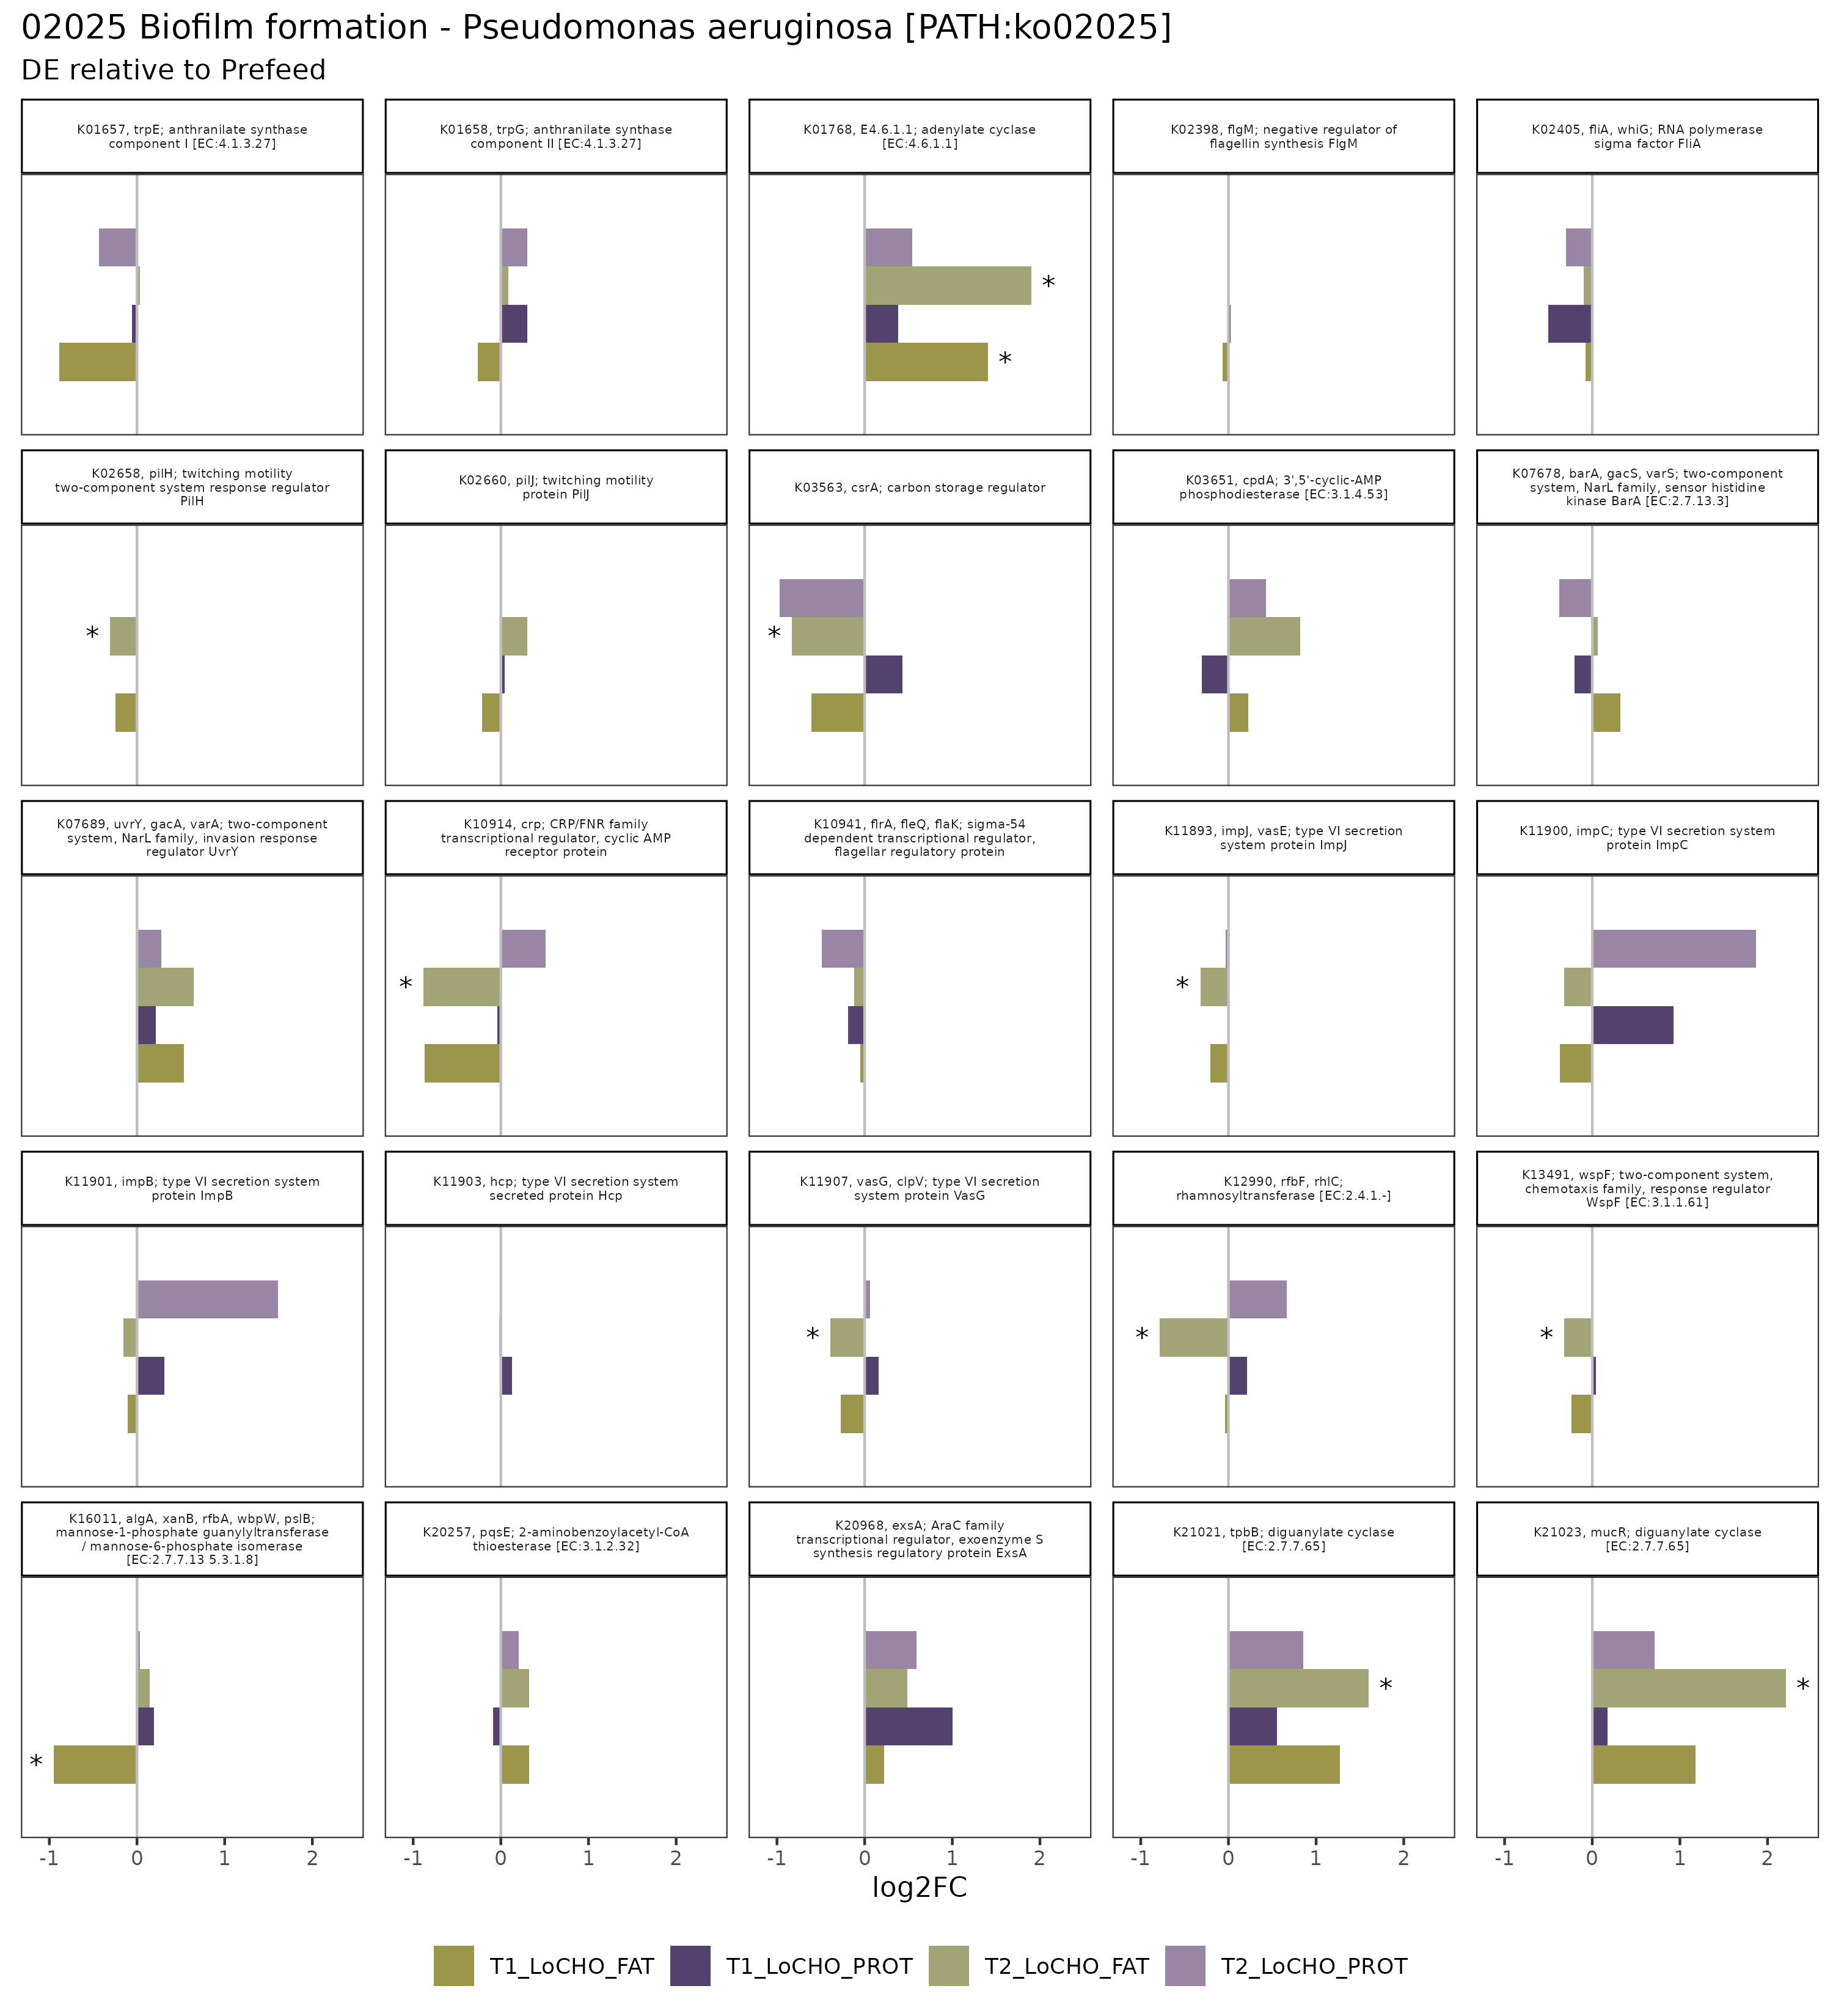 02025 Biofilm formation - Pseudomonas aeruginosa [PATH:ko02025]
DE relative to Prefeed
K01657, trpE; anthranilate synthase
component I [EC:4.1.3.27]
K01658, trpG; anthranilate synthase
component II [EC:4.1.3.27]
K01768, E4.6.1.1; adenylate cyclase
[EC:4.6.1.1]
K02398, flgM; negative regulator of
flagellin synthesis FlgM
K02405, fliA, whiG; RNA polymerase
sigma factor FliA
*
*
K02658, pilH; twitching motility
two-component system response regulator
PilH
K02660, pilJ; twitching motility
protein PilJ
K03563, csrA; carbon storage regulator
K03651, cpdA; 3',5'-cyclic-AMP
phosphodiesterase [EC:3.1.4.53]
K07678, barA, gacS, varS; two-component
system, NarL family, sensor histidine
kinase BarA [EC:2.7.13.3]
*
*
K07689, uvrY, gacA, varA; two-component
system, NarL family, invasion response
regulator UvrY
K10914, crp; CRP/FNR family
transcriptional regulator, cyclic AMP
receptor protein
K10941, flrA, fleQ, flaK; sigma-54
dependent transcriptional regulator,
flagellar regulatory protein
K11893, impJ, vasE; type VI secretion
system protein ImpJ
K11900, impC; type VI secretion system
protein ImpC
*
*
K11901, impB; type VI secretion system
protein ImpB
K11903, hcp; type VI secretion system
secreted protein Hcp
K11907, vasG, clpV; type VI secretion
system protein VasG
K12990, rfbF, rhlC;
rhamnosyltransferase [EC:2.4.1.-]
K13491, wspF; two-component system,
chemotaxis family, response regulator
WspF [EC:3.1.1.61]
*
*
*
K16011, algA, xanB, rfbA, wbpW, pslB;
mannose-1-phosphate guanylyltransferase
/ mannose-6-phosphate isomerase
[EC:2.7.7.13 5.3.1.8]
K20257, pqsE; 2-aminobenzoylacetyl-CoA
thioesterase [EC:3.1.2.32]
K20968, exsA; AraC family
transcriptional regulator, exoenzyme S
synthesis regulatory protein ExsA
K21021, tpbB; diguanylate cyclase
[EC:2.7.7.65]
K21023, mucR; diguanylate cyclase
[EC:2.7.7.65]
*
*
*
-1 0 1 2
-1 0 1 2
-1 0 1 2
-1 0 1 2
-1 0 1 2
log2FC
T1_LoCHO_FAT
T1_LoCHO_PROT
T2_LoCHO_FAT
T2_LoCHO_PROT